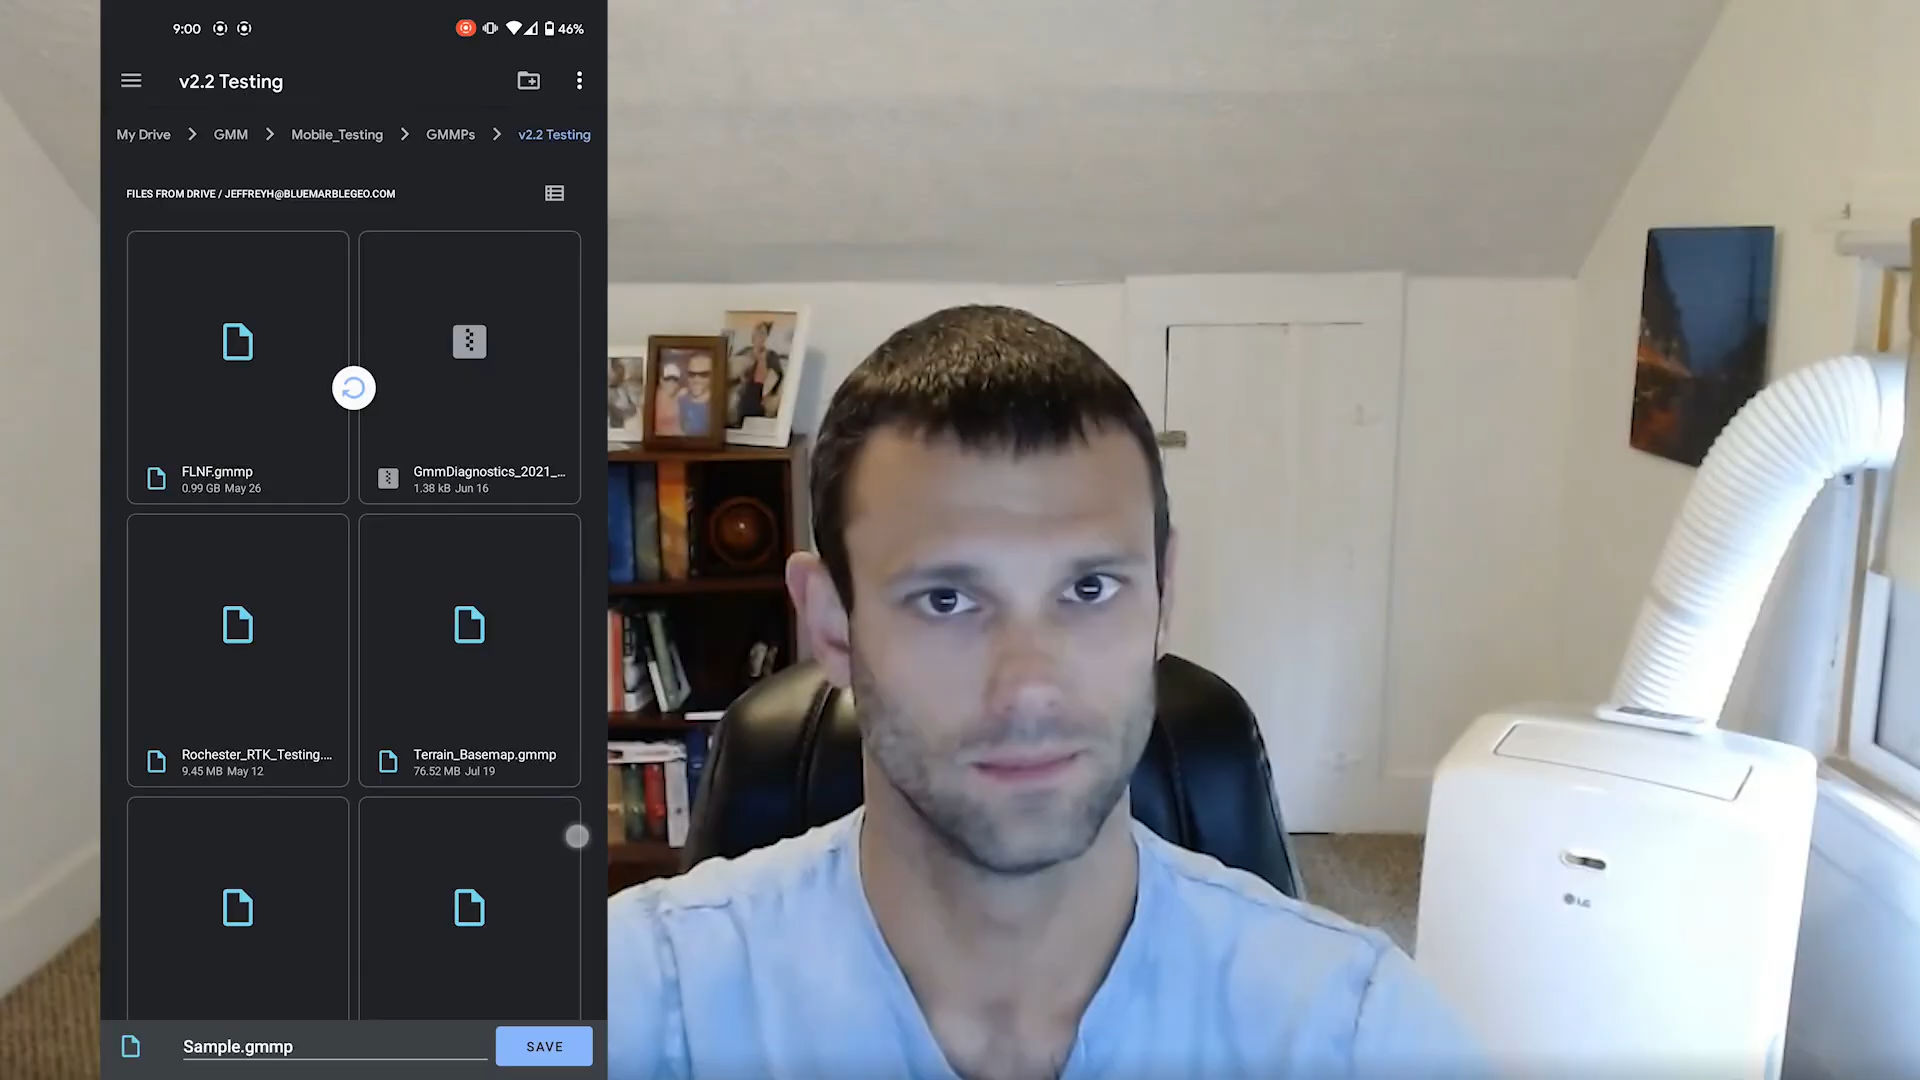 9:00
46%
v2.2 Testing
My Drive > GMM > Mobile_Testing > GMMPs > v2.2 Testing
FILES FROM DRIVE / JEFFREYH@BLUEMARBLEGEO.COM
FLNF.gmmp
0.99 GB May 26
GmmDiagnostics_2021_...
1.38 kB Jun 16
Rochester_RTK_Testing....
9.45 MB May 12
Terrain_Basemap.gmmp
76.52 MB Jul 19
Sample.gmmp
SAVE
LG